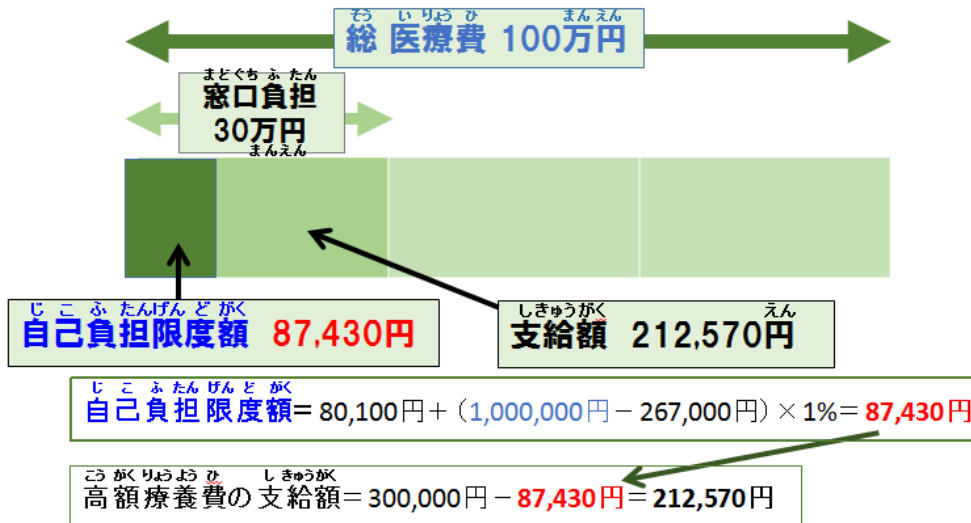 そう い りょう ひ まん えん
総 医療費 100万円
まどぐち ふ たん
窓口負担
30万円
まんえん
じ こ ふ たんげん ど がく
自己負担限度額 87,430円
しきゅうがく えん
支給額 212,570円
じ こ ふ たん げん ど がく
自己負担限度額＝80,100円＋（1,000,000円－267,000円）×1%＝87,430円
こう がく りょう よう ひ し きゅうがく
高額療養費の支給額＝300,000円－87,430円＝212,570円